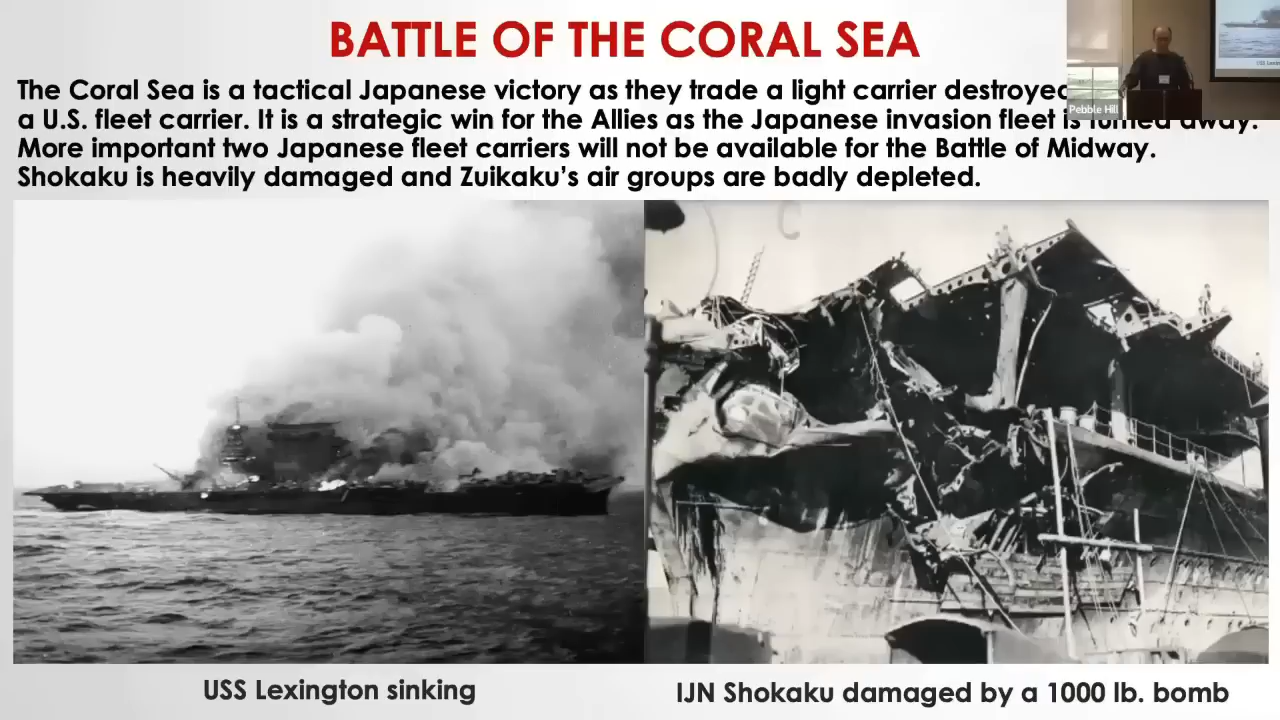 BATTLE OF THE CORAL SEA
The Coral Sea is a tactical Japanese victory as they trade a light carrier destroyed
a U.S. fleet carrier. It is a strategic win for the Allies as the Japanese invasion fleet is turned away.
More important two Japanese fleet carriers will not be available for the Battle of Midway.
Shokaku is heavily damaged and Zuikaku's air groups are badly depleted.
Pebble Hill
USS Lexington sinking
IJN Shokaku damaged by a 1000 lb. bomb